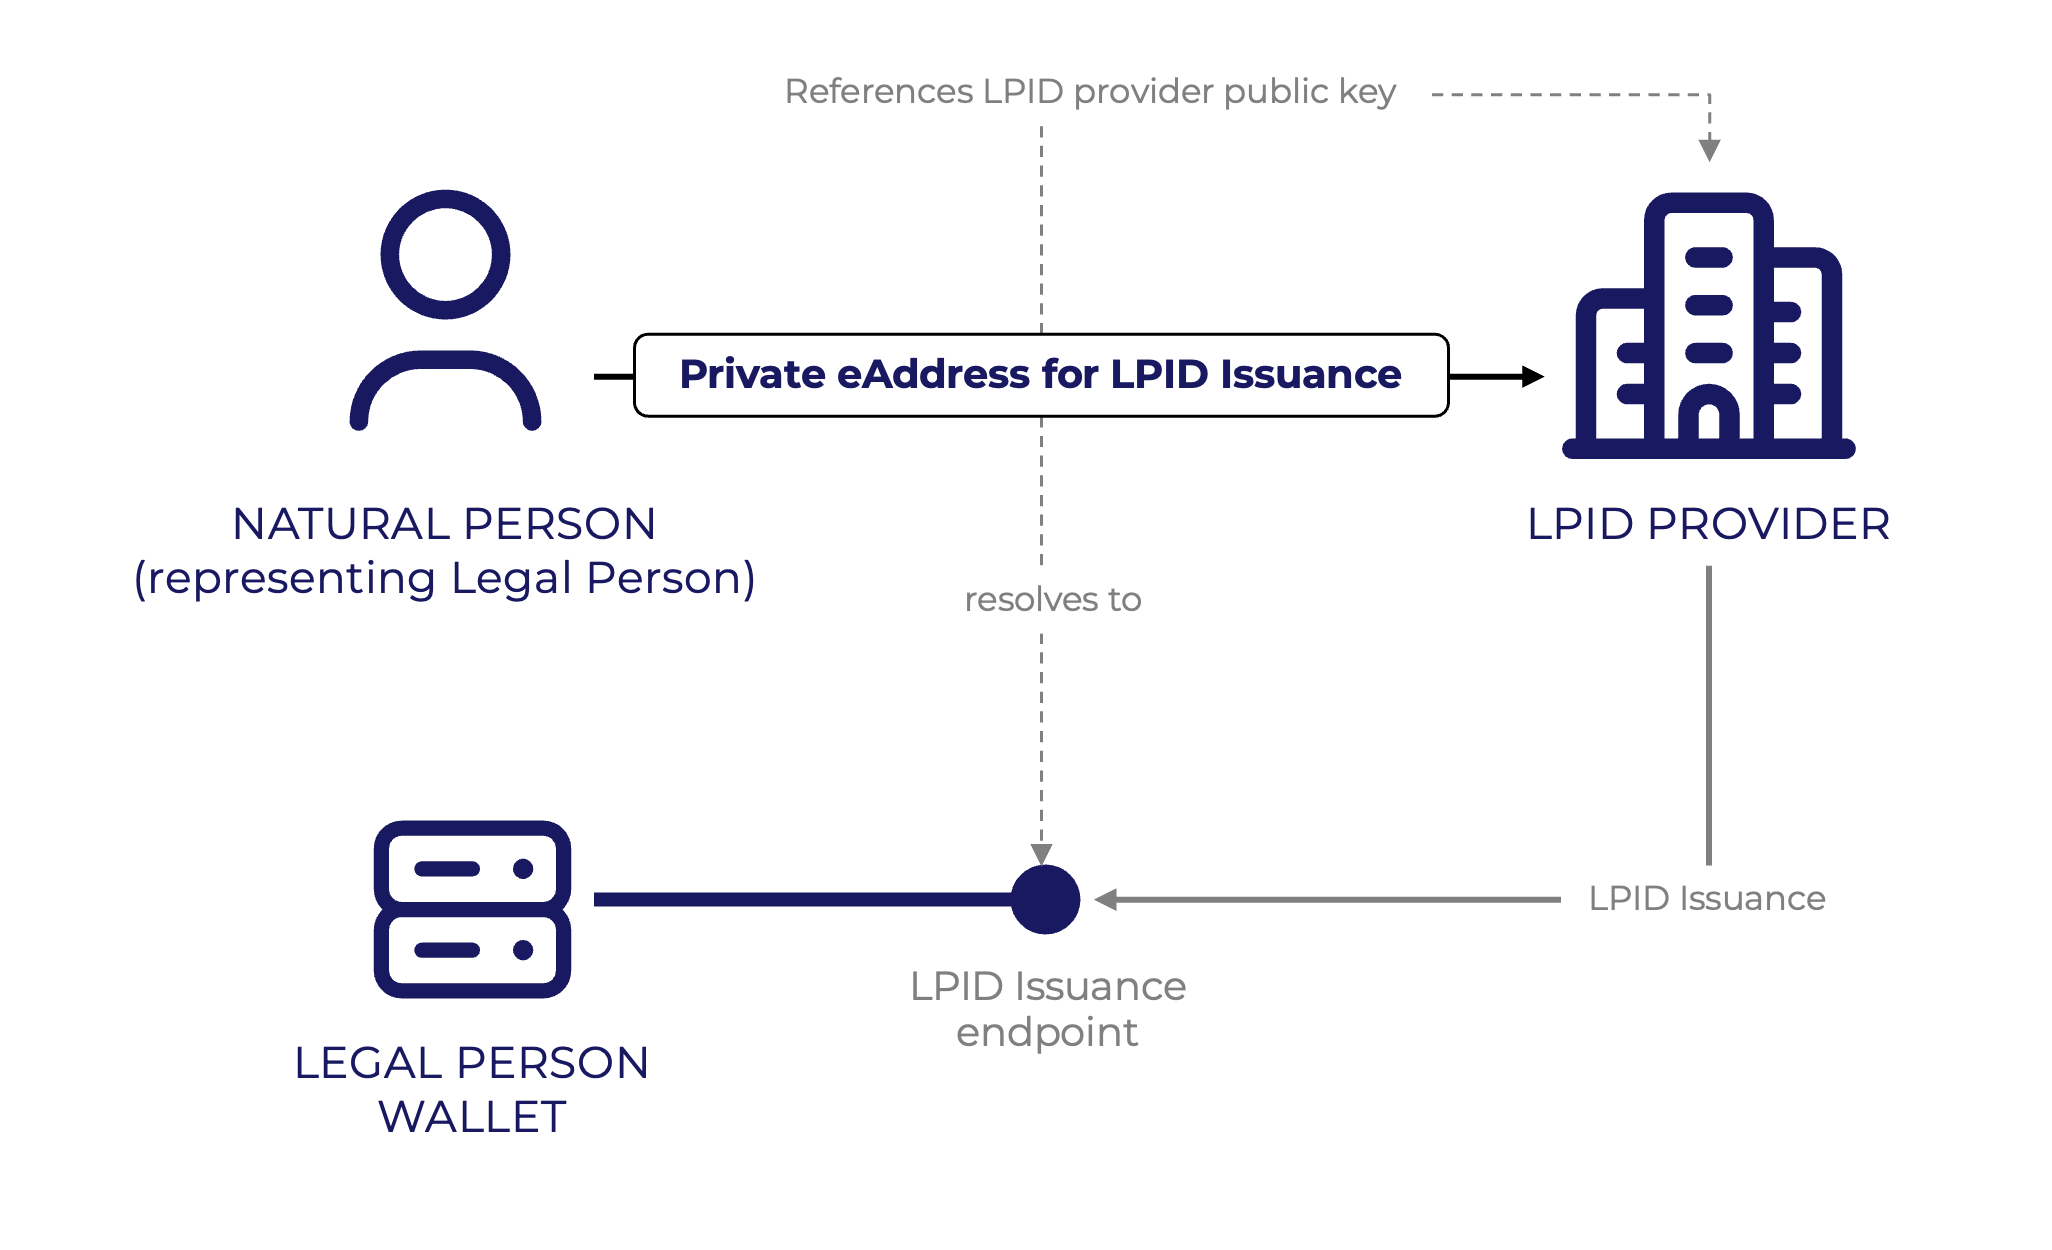 References LPID provider public key
Private eAddress for LPID Issuance
NATURAL PERSON
(representing Legal Person)
LPID PROVIDER
resolves to
LPID Issuance
LPID Issuance
endpoint
LEGAL PERSON
WALLET